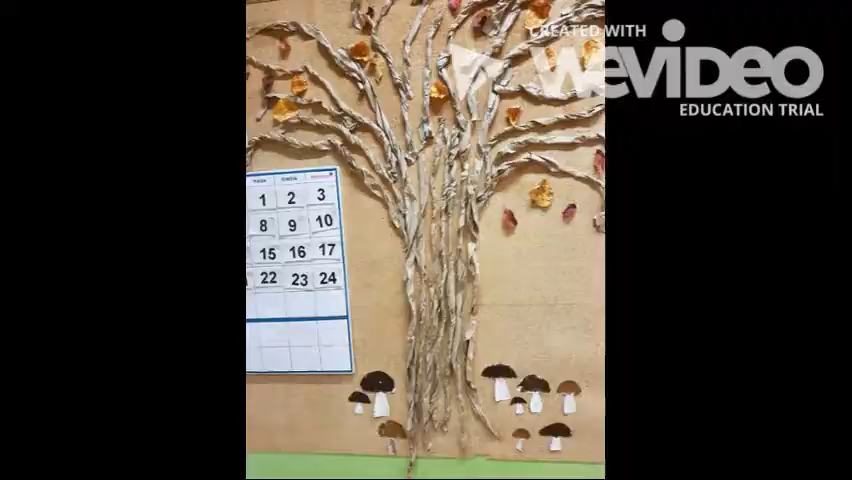 CREATED WITH
WEVIDEO
EDUCATION TRIAL
1 2 3
8 9 10
15 16 17
22 23 24